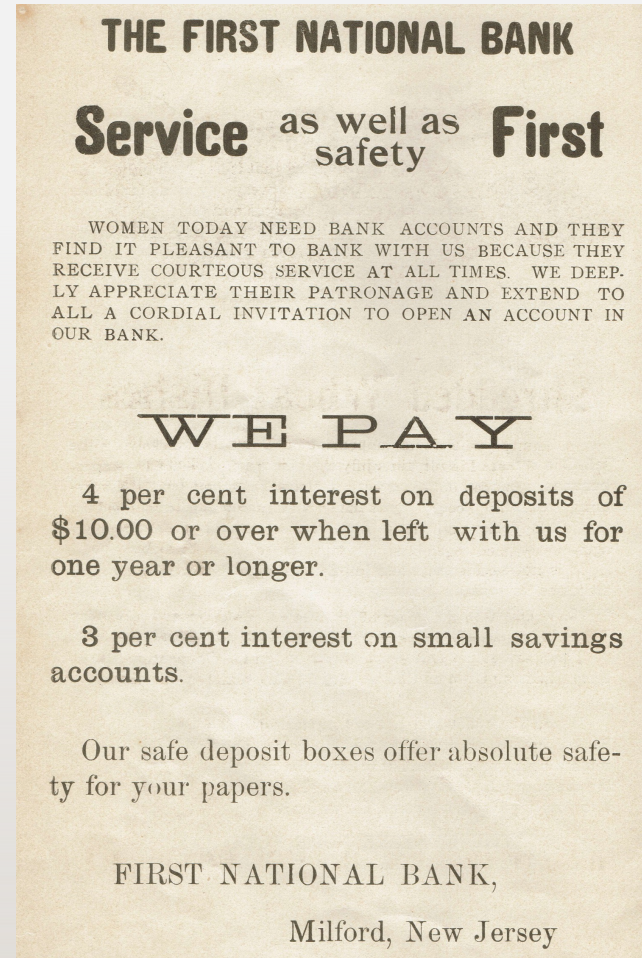 THE FIRST NATIONAL BANK
Service as well as safety First
WOMEN TODAY NEED BANK ACCOUNTS AND THEY
FIND IT PLEASANT TO BANK WITH US BECAUSE THEY
RECEIVE COURTEOUS SERVICE AT ALL TIMES. WE DEEP-
LY APPRECIATE THEIR PATRONAGE AND EXTEND TO
ALL A CORDIAL INVITATION TO OPEN AN ACCOUNT IN
OUR BANK.
WE PAY
4 per cent interest on deposits of
$10.00 or over when left with us for
one year or longer.
3 per cent interest on small savings
accounts.
Our safe deposit boxes offer absolute safe-
ty for your papers.
FIRST NATIONAL BANK,
Milford, New Jersey